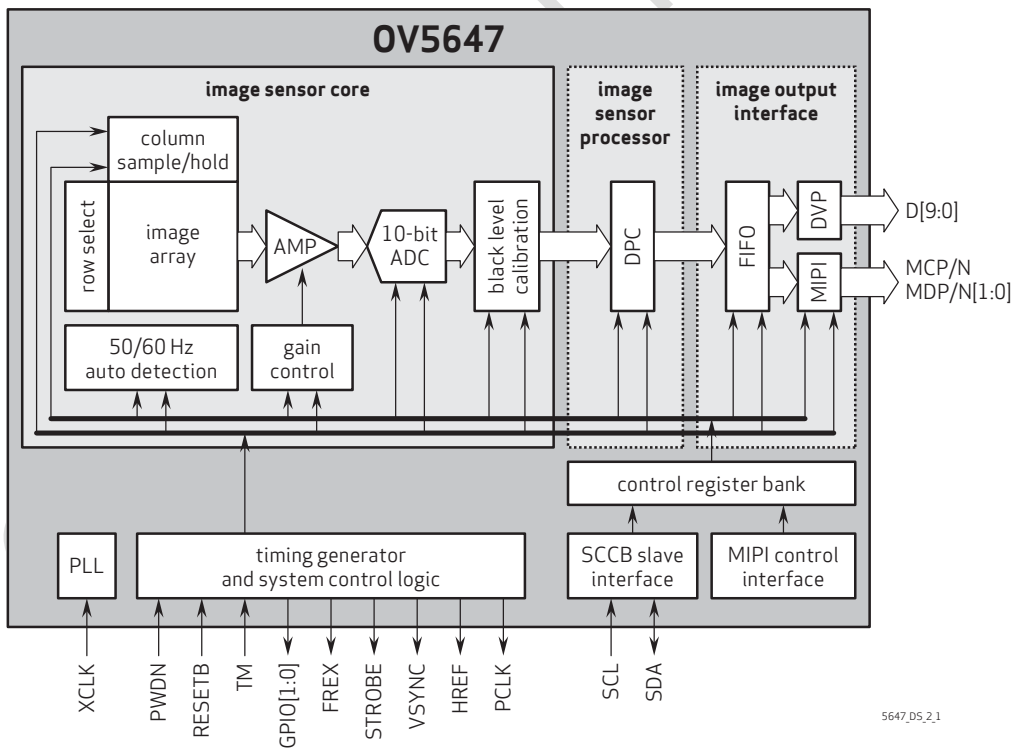 OV5647
image sensor core
image
sensor
processor
image output
interface
column
sample/hold
row select
image
array
AMP
10-bit
ADC
black level
calibration
DPC
FIFO
DVP
MIPI
D[9:0]
MCP/N
MDP/N[1:0]
50/60 Hz
auto detection
gain
control
control register bank
PLL
timing generator
and system control logic
SCCB slave
interface
MIPI control
interface
XCLK
PWDN
RESETB
TM
GPIO[1:0]
FREX
STROBE
VSYNC
HREF
PCLK
SCL
SDA
5647_DS_2_1